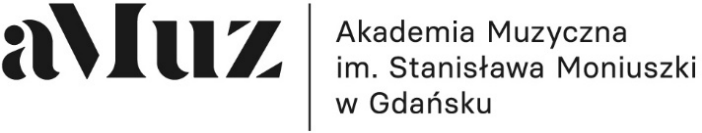 aMuz
Akademia Muzyczna
im. Stanisława Moniuszki
w Gdańsku